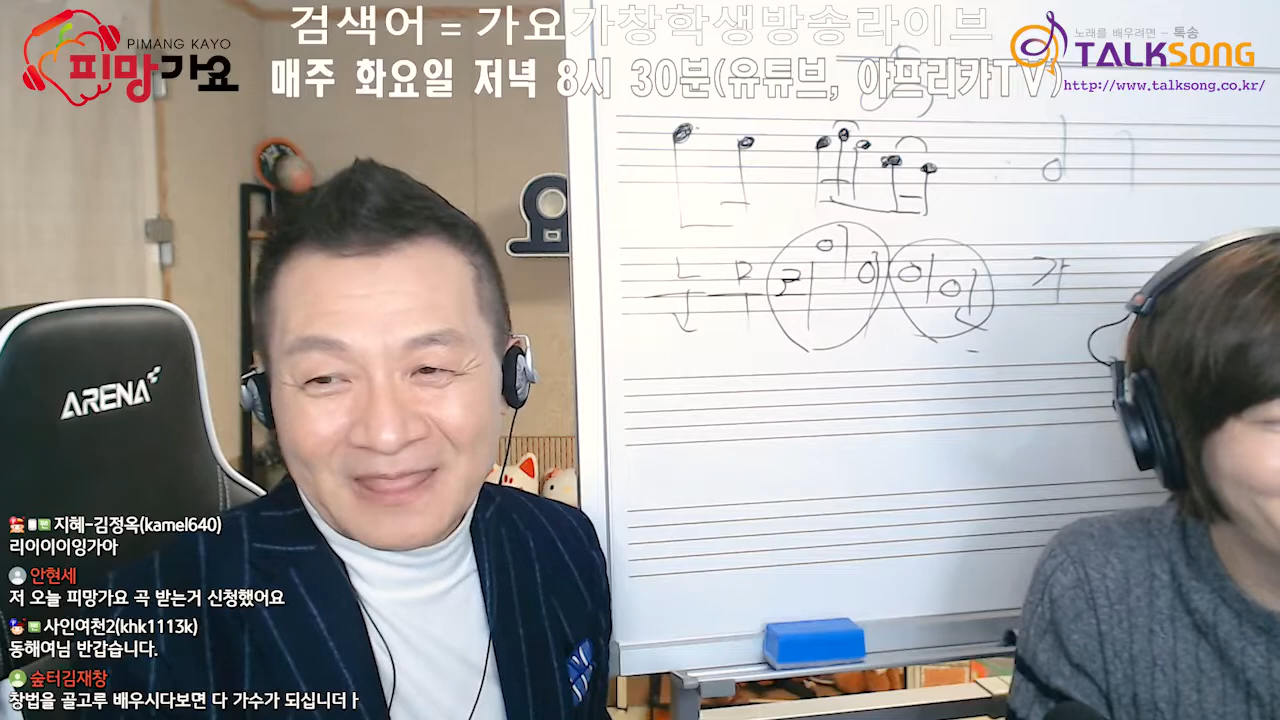 검색어 = 가요가창학생방송라이브
매주 화요일 저녁 8시 30분(유튜브, 아프리카TV)
PIMANG KAYO
피망가요
노래를 배우려면 - 톡송
TALKSONG
http://www.talksong.co.kr/
눈 무 리 이 이 이 인 가
ARENA
지혜-김정옥(kamel640)
리이이이잉가아
안현세
저 오늘 피망가요 곡 받는거 신청했어요
사인여천2(khk1113k)
동해여님 반갑습니다.
숲터김재창
창법을 골고루 배우시다보면 다 가수가 되십니더ㅏ